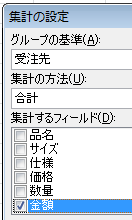 集計の設定
グループの基準(A):
受注先
集計の方法(U):
合計
集計するフィールド(D):
品名
サイズ
仕様
価格
数量
金額